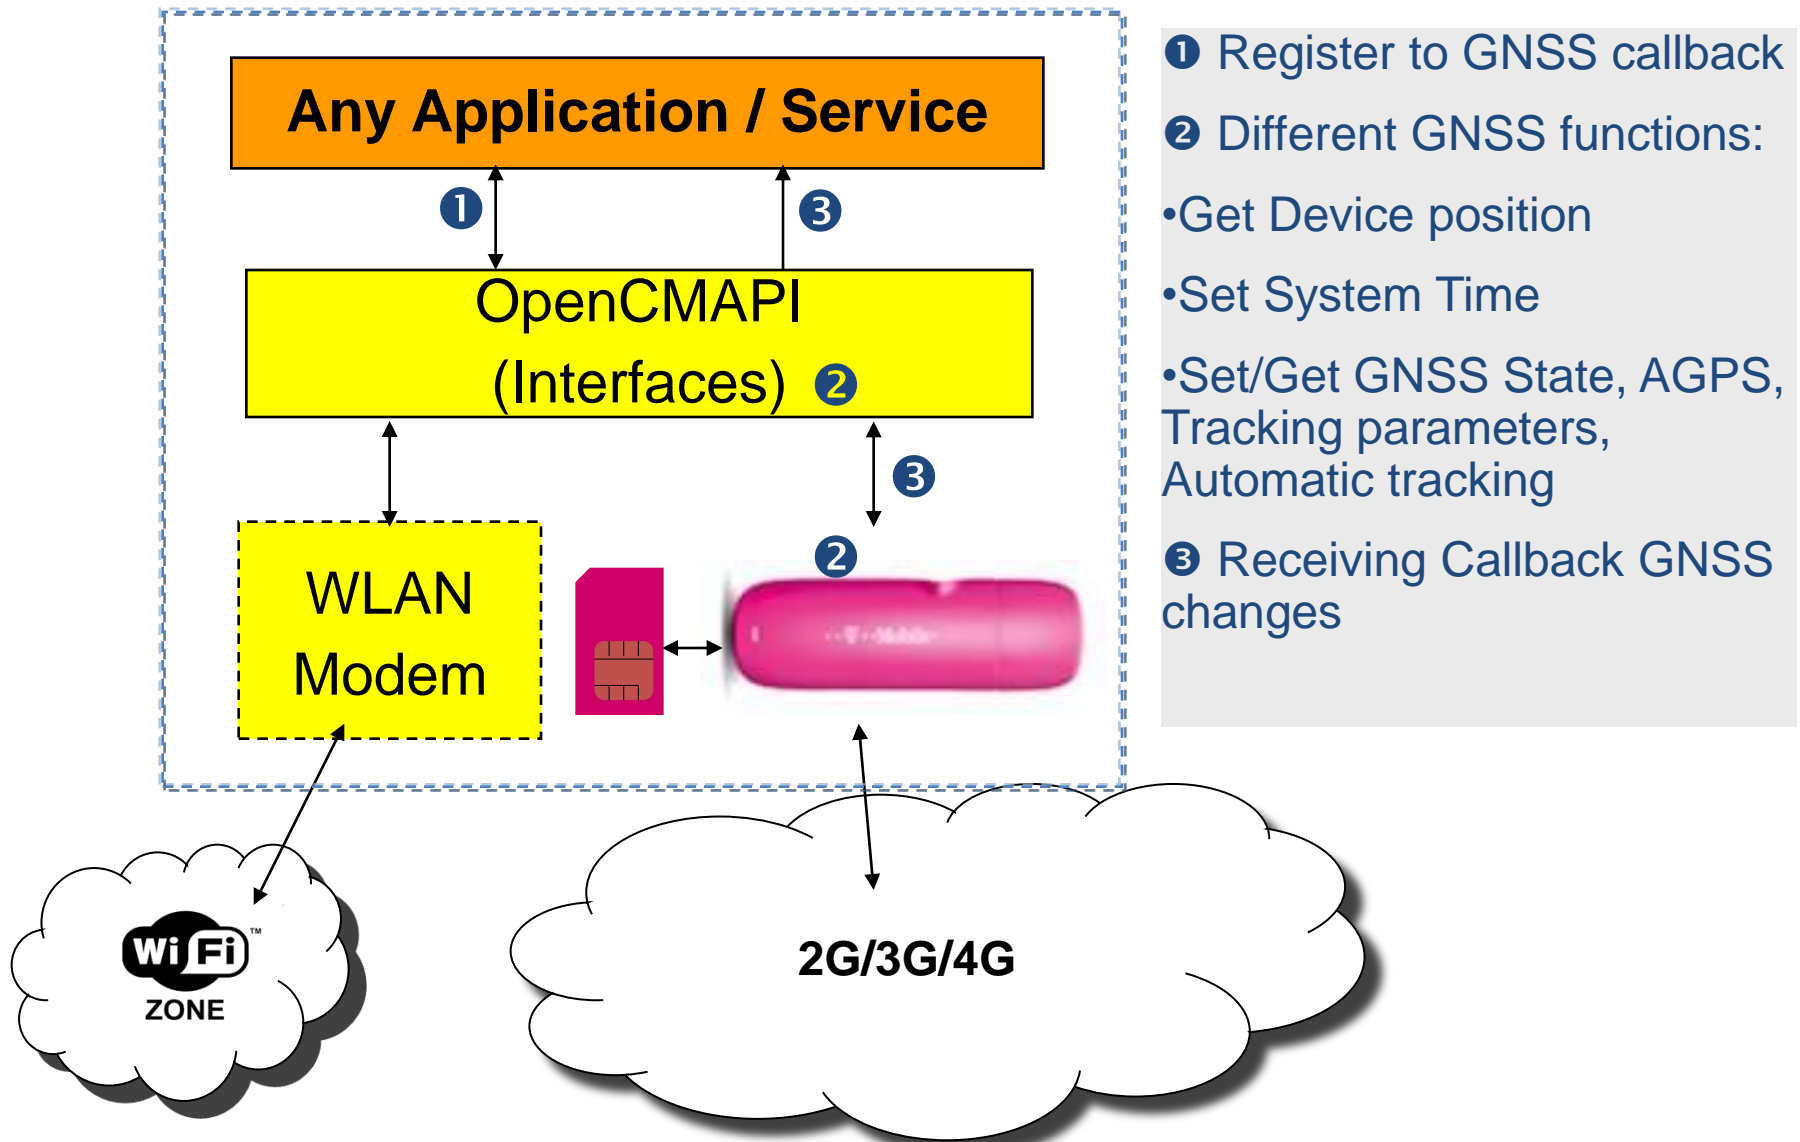 Any Application / Service
❶
❸
OpenCMAPI
(Interfaces) ❷
❸
❷
WLAN
Modem
Wi Fi™
ZONE
2G/3G/4G
❶ Register to GNSS callback
❷ Different GNSS functions:
•Get Device position
•Set System Time
•Set/Get GNSS State, AGPS,
Tracking parameters,
Automatic tracking
❸ Receiving Callback GNSS
changes